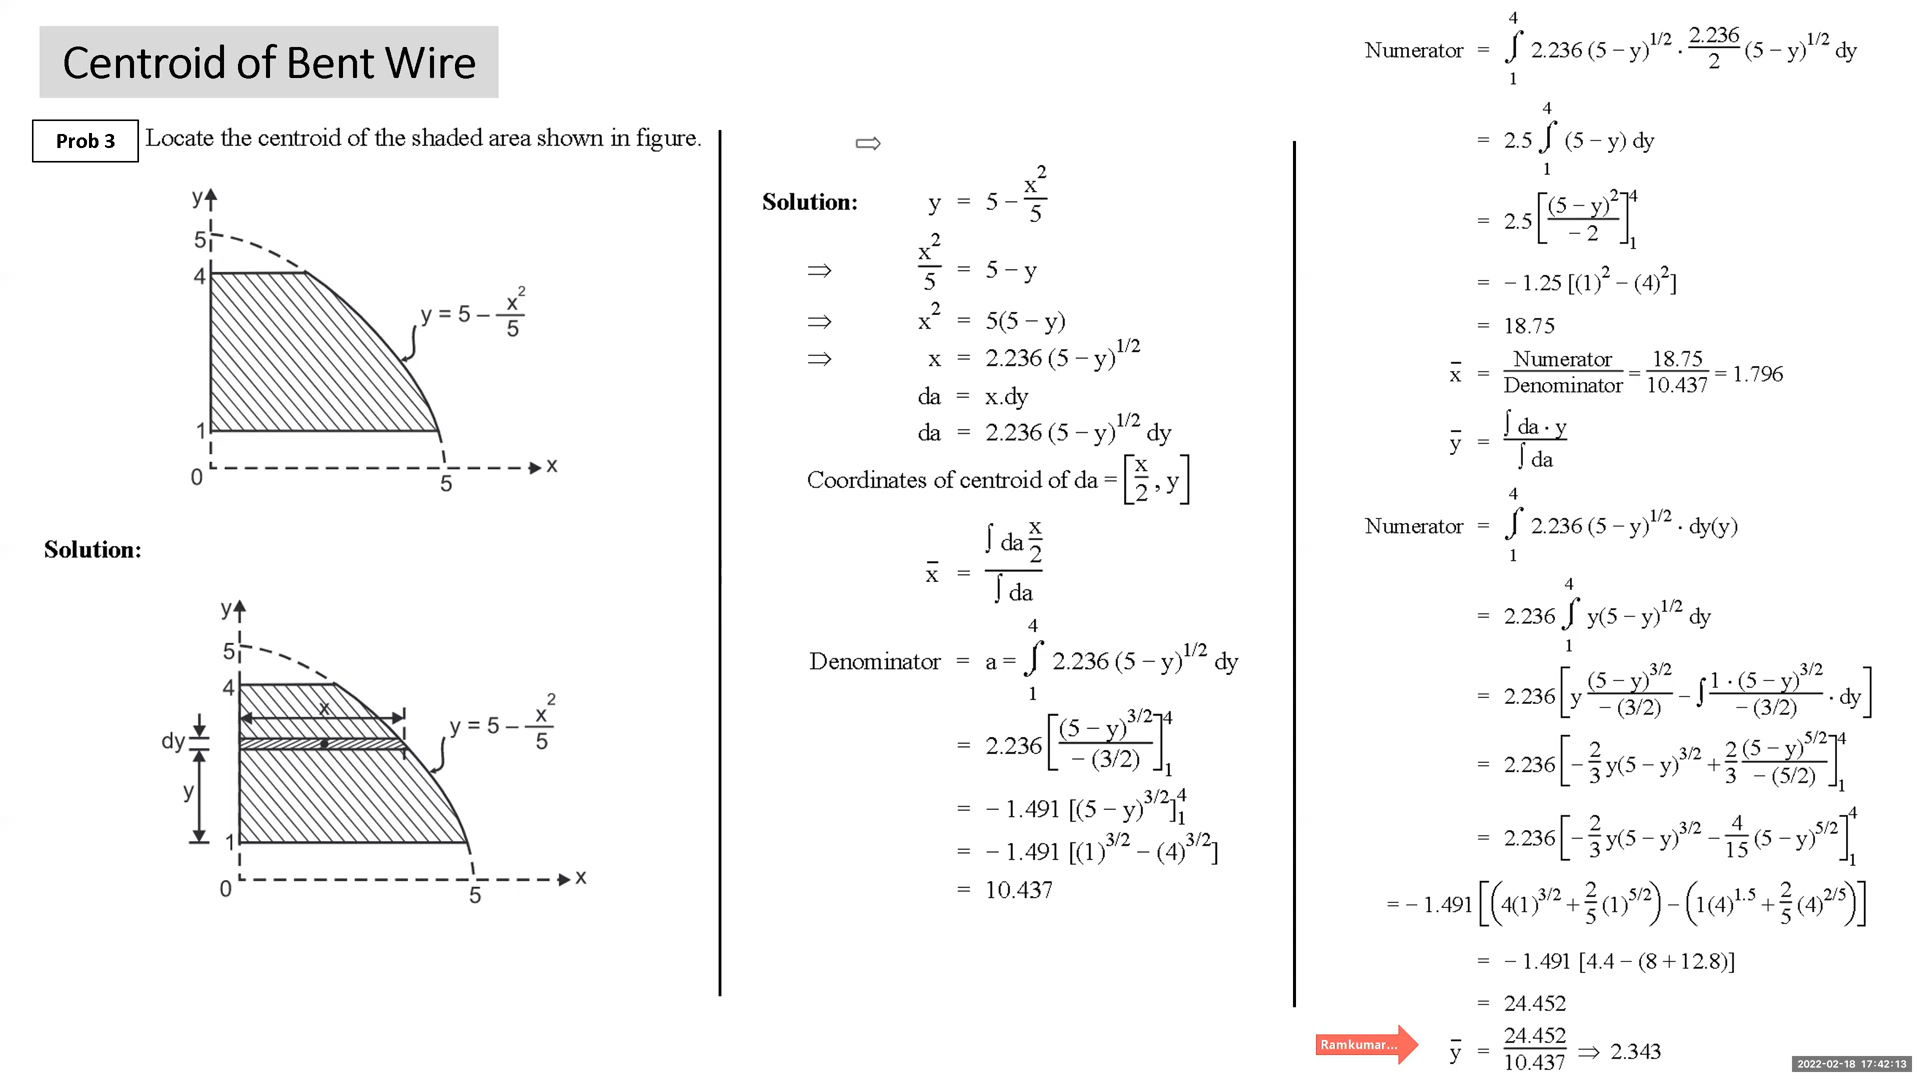 Centroid of Bent Wire
Prob 3 Locate the centroid of the shaded area shown in figure.
y
5
4
y = 5 – x²/5
1
0
5
x
Solution:
y
5
4
x
y = 5 – x²/5
dy
y
1
0
5
x
⇨
Solution: y = 5 – x²/5
⇒ x²/5 = 5 – y
⇒ x² = 5(5 – y)
⇒ x = 2.236 (5 – y)^1/2
da = x.dy
da = 2.236 (5 – y)^1/2 dy
Coordinates of centroid of da = [x/2 , y]
x̄ = ∫ da x/2 / ∫ da
Denominator = a = ∫₁⁴ 2.236 (5 – y)^1/2 dy
= 2.236 [(5 – y)^3/2 / – (3/2)]₁⁴
= – 1.491 [(5 – y)^3/2]₁⁴
= – 1.491 [(1)^3/2 – (4)^3/2]
= 10.437
Numerator = ∫₁⁴ 2.236 (5 – y)^1/2 · 2.236/2 (5 – y)^1/2 dy
= 2.5 ∫₁⁴ (5 – y) dy
= 2.5 [(5 – y)² / – 2]₁⁴
= – 1.25 [(1)² – (4)²]
= 18.75
x̄ = Numerator/Denominator = 18.75/10.437 = 1.796
ȳ = ∫ da · y / ∫ da
Numerator = ∫₁⁴ 2.236 (5 – y)^1/2 · dy(y)
= 2.236 ∫₁⁴ y(5 – y)^1/2 dy
= 2.236 [y (5 – y)^3/2 / – (3/2) – ∫ 1 · (5 – y)^3/2 / – (3/2) · dy]
= 2.236 [– 2/3 y(5 – y)^3/2 + 2/3 (5 – y)^5/2 / – (5/2)]₁⁴
= 2.236 [– 2/3 y(5 – y)^3/2 – 4/15 (5 – y)^5/2]₁⁴
= – 1.491 [(4(1)^3/2 + 2/5 (1)^5/2) – (1(4)^1.5 + 2/5 (4)^2/5)]
= – 1.491 [4.4 – (8 + 12.8)]
= 24.452
Ramkumar... ȳ = 24.452/10.437 ⇒ 2.343
2022-02-18 17:42:13